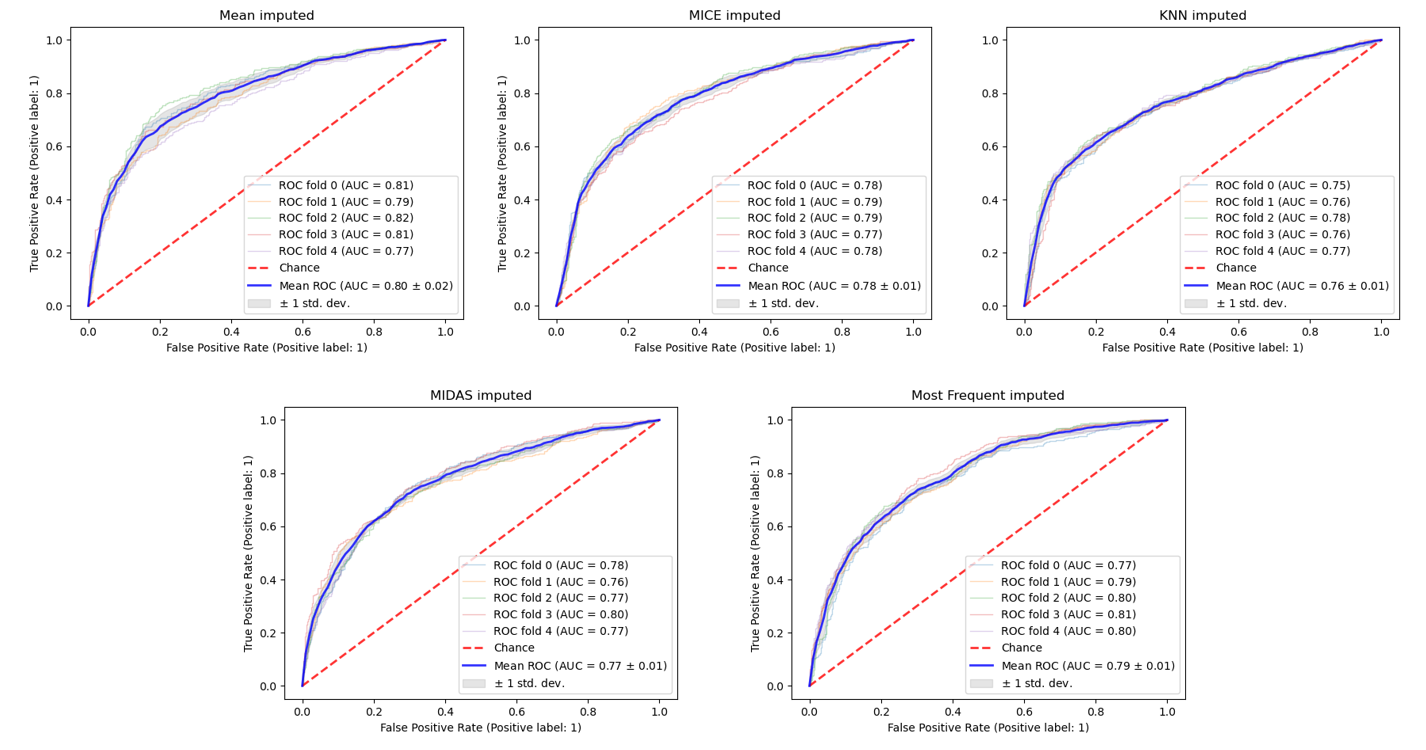 Mean imputed
1.0
0.8
0.6
0.4
0.2
0.0
True Positive Rate (Positive label: 1)
ROC fold 0 (AUC = 0.81)
ROC fold 1 (AUC = 0.79)
ROC fold 2 (AUC = 0.82)
ROC fold 3 (AUC = 0.81)
ROC fold 4 (AUC = 0.77)
Chance
Mean ROC (AUC = 0.80 ± 0.02)
± 1 std. dev.
0.0 0.2 0.4 0.6 0.8 1.0
False Positive Rate (Positive label: 1)
MICE imputed
1.0
0.8
0.6
0.4
0.2
0.0
True Positive Rate (Positive label: 1)
ROC fold 0 (AUC = 0.78)
ROC fold 1 (AUC = 0.79)
ROC fold 2 (AUC = 0.79)
ROC fold 3 (AUC = 0.77)
ROC fold 4 (AUC = 0.78)
Chance
Mean ROC (AUC = 0.78 ± 0.01)
± 1 std. dev.
0.0 0.2 0.4 0.6 0.8 1.0
False Positive Rate (Positive label: 1)
KNN imputed
1.0
0.8
0.6
0.4
0.2
0.0
True Positive Rate (Positive label: 1)
ROC fold 0 (AUC = 0.75)
ROC fold 1 (AUC = 0.76)
ROC fold 2 (AUC = 0.78)
ROC fold 3 (AUC = 0.76)
ROC fold 4 (AUC = 0.77)
Chance
Mean ROC (AUC = 0.76 ± 0.01)
± 1 std. dev.
0.0 0.2 0.4 0.6 0.8 1.0
False Positive Rate (Positive label: 1)
MIDAS imputed
1.0
0.8
0.6
0.4
0.2
0.0
True Positive Rate (Positive label: 1)
ROC fold 0 (AUC = 0.78)
ROC fold 1 (AUC = 0.76)
ROC fold 2 (AUC = 0.77)
ROC fold 3 (AUC = 0.80)
ROC fold 4 (AUC = 0.77)
Chance
Mean ROC (AUC = 0.77 ± 0.01)
± 1 std. dev.
0.0 0.2 0.4 0.6 0.8 1.0
False Positive Rate (Positive label: 1)
Most Frequent imputed
1.0
0.8
0.6
0.4
0.2
0.0
True Positive Rate (Positive label: 1)
ROC fold 0 (AUC = 0.77)
ROC fold 1 (AUC = 0.79)
ROC fold 2 (AUC = 0.80)
ROC fold 3 (AUC = 0.81)
ROC fold 4 (AUC = 0.80)
Chance
Mean ROC (AUC = 0.79 ± 0.01)
± 1 std. dev.
0.0 0.2 0.4 0.6 0.8 1.0
False Positive Rate (Positive label: 1)